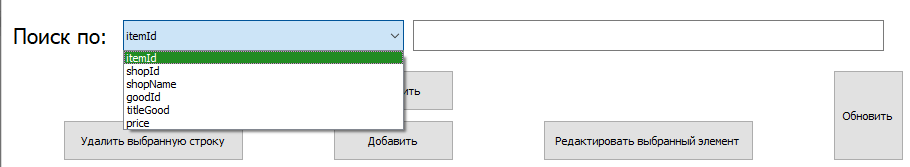 Поиск по:
itemId
itemId
shopId
shopName
goodId
titleGood
price
Обновить
Удалить выбранную строку
Добавить
Редактировать выбранный элемент